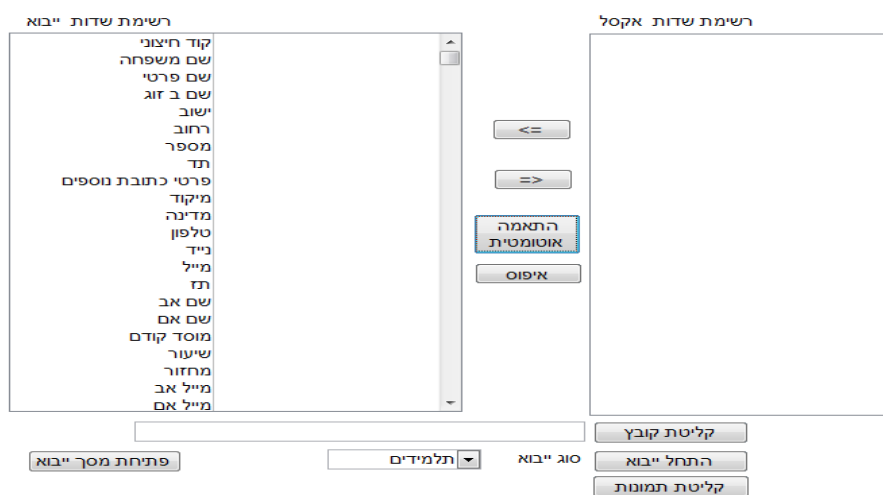 רשימת שדות אקסל
רשימת שדות ייבוא
קוד חיצוני
שם משפחה
שם פרטי
שם ב זוג
ישוב
רחוב
מספר
תד
פרטי כתובת נוספים
מיקוד
מדינה
טלפון
נייד
מייל
תז
שם אב
שם אם
מוסד קודם
שיעור
מחזור
מייל אב
מייל אם
<=
=>
התאמה
אוטומטית
איפוס
קליטת קובץ
התחל ייבוא
סוג ייבוא
תלמידים
פתיחת מסך ייבוא
קליטת תמונות